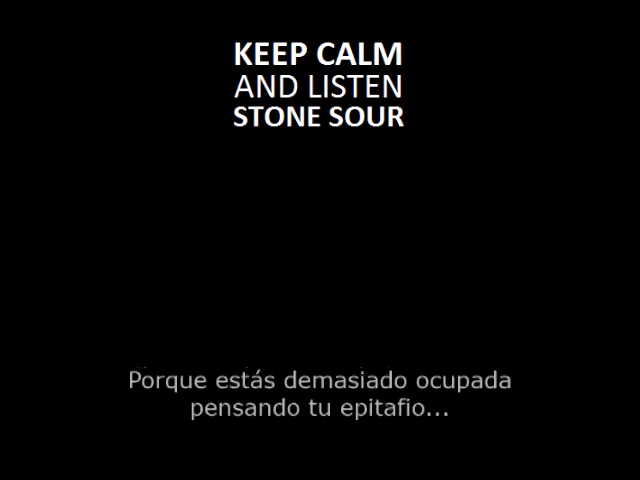 KEEP CALM
AND LISTEN
STONE SOUR
Porque estás demasiado ocupada
pensando tu epitafio...